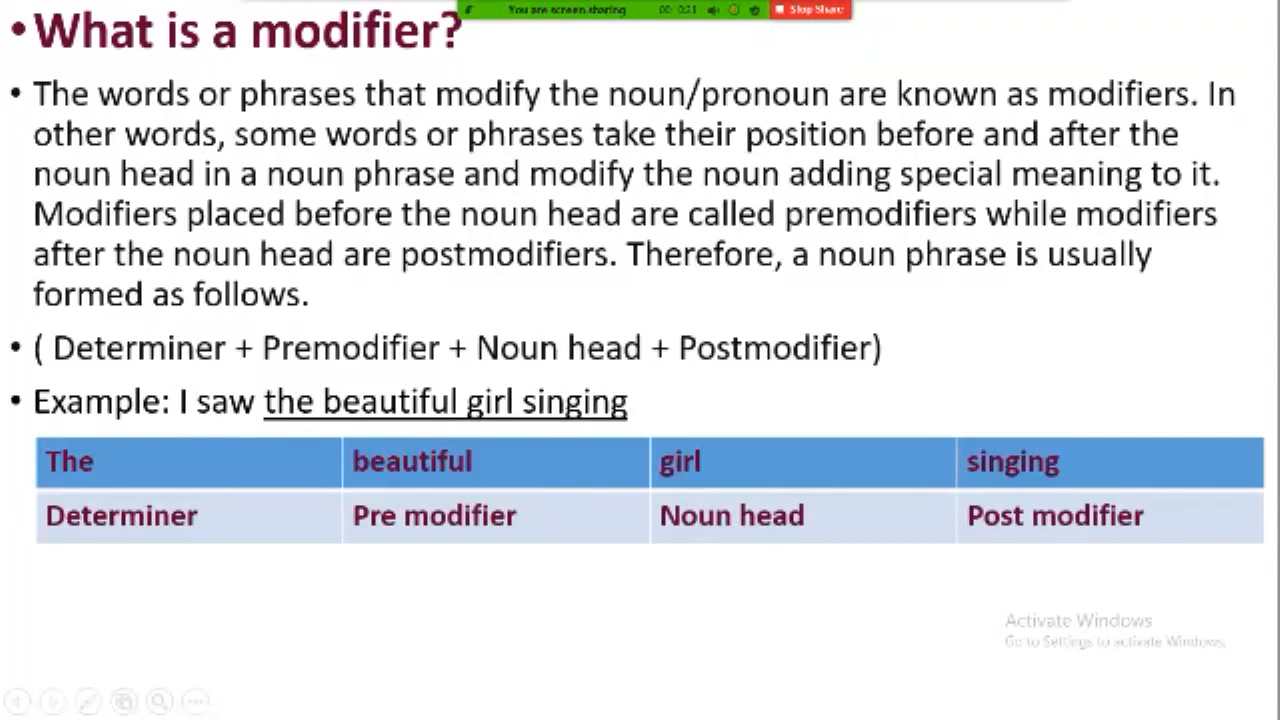 You are screen sharing
Stop Share
•What is a modifier?
• The words or phrases that modify the noun/pronoun are known as modifiers. In
other words, some words or phrases take their position before and after the
noun head in a noun phrase and modify the noun adding special meaning to it.
Modifiers placed before the noun head are called premodifiers while modifiers
after the noun head are postmodifiers. Therefore, a noun phrase is usually
formed as follows.
• ( Determiner + Premodifier + Noun head + Postmodifier)
• Example: I saw the beautiful girl singing
The beautiful girl singing
Determiner Pre modifier Noun head Post modifier
Activate Windows
Go to Settings to activate Windows.